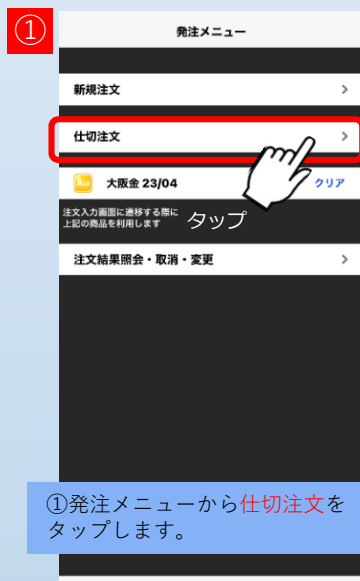 ①
発注メニュー
新規注文
仕切注文
Au 大阪金 23/04 クリア
注文入力画面に遷移する際に
上記の商品を利用します
タップ
注文結果照会・取消・変更
①発注メニューから仕切注文を
タップします。